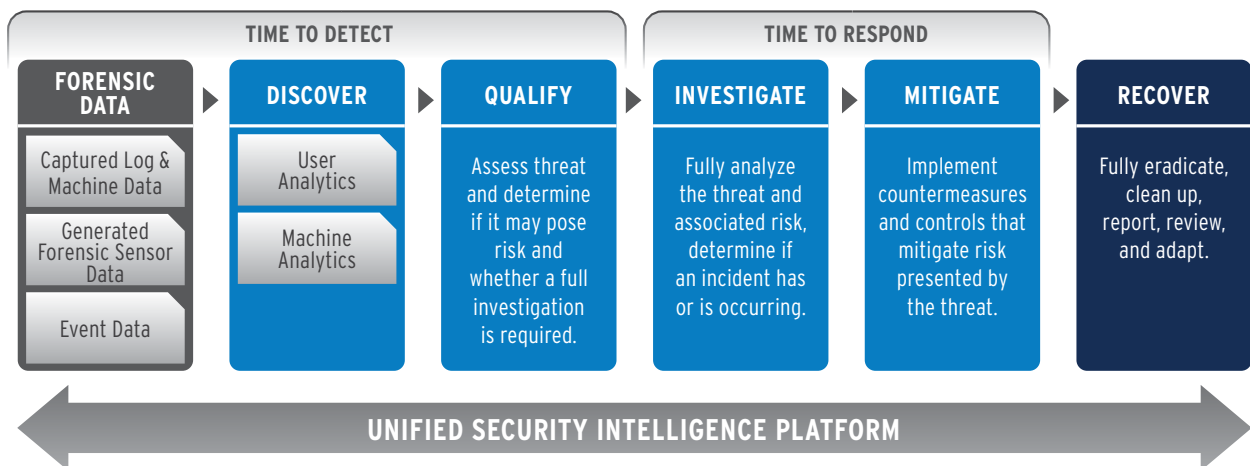 TIME TO DETECT
TIME TO RESPOND
FORENSIC
DATA
Captured Log &
Machine Data
Generated
Forensic Sensor
Data
Event Data
DISCOVER
User
Analytics
Machine
Analytics
QUALIFY
Assess threat
and determine
if it may pose
risk and
whether a full
investigation
is required.
INVESTIGATE
Fully analyze
the threat and
associated risk,
determine if
an incident has
or is occurring.
MITIGATE
Implement
countermeasures
and controls that
mitigate risk
presented by
the threat.
RECOVER
Fully eradicate,
clean up,
report, review,
and adapt.
UNIFIED SECURITY INTELLIGENCE PLATFORM